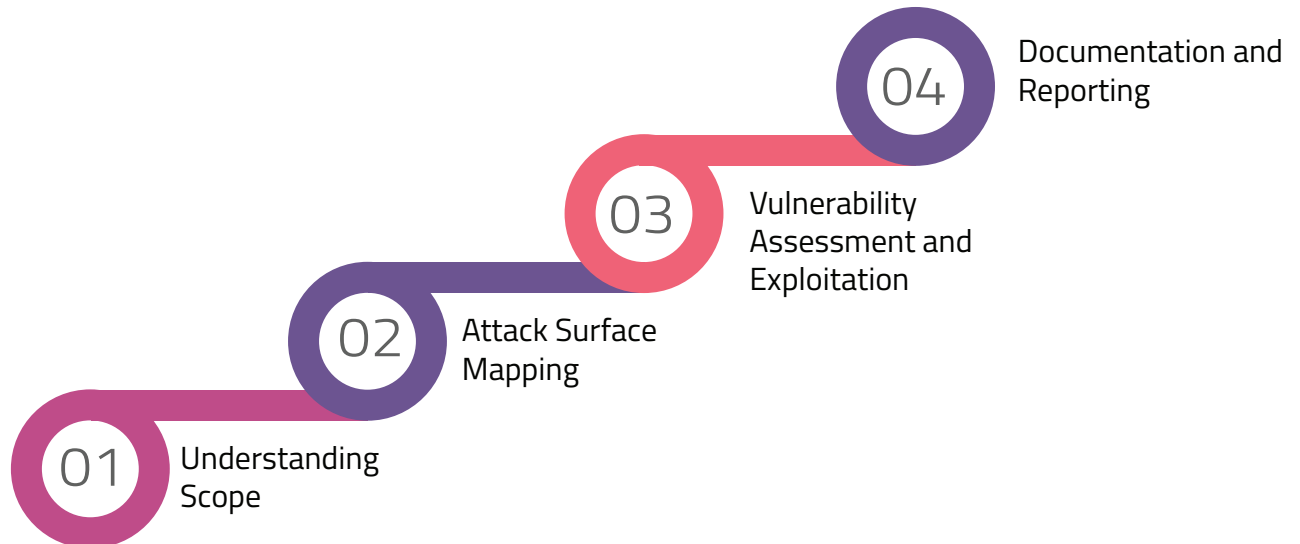 01
Understanding
Scope
02
Attack Surface
Mapping
03
Vulnerability
Assessment and
Exploitation
04
Documentation and
Reporting